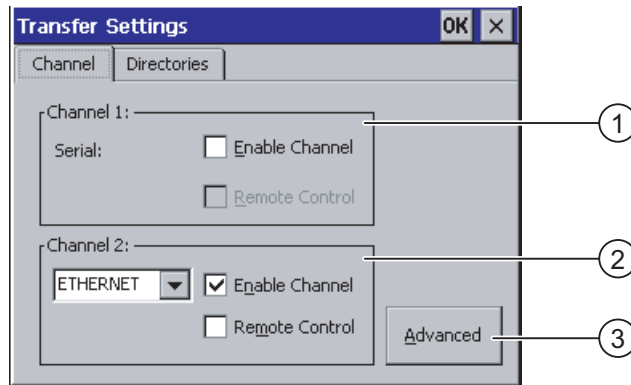 Transfer Settings OK ×
Channel Directories
Channel 1:
Serial: Enable Channel
Remote Control
Channel 2:
ETHERNET Enable Channel
Remote Control
Advanced
1
2
3